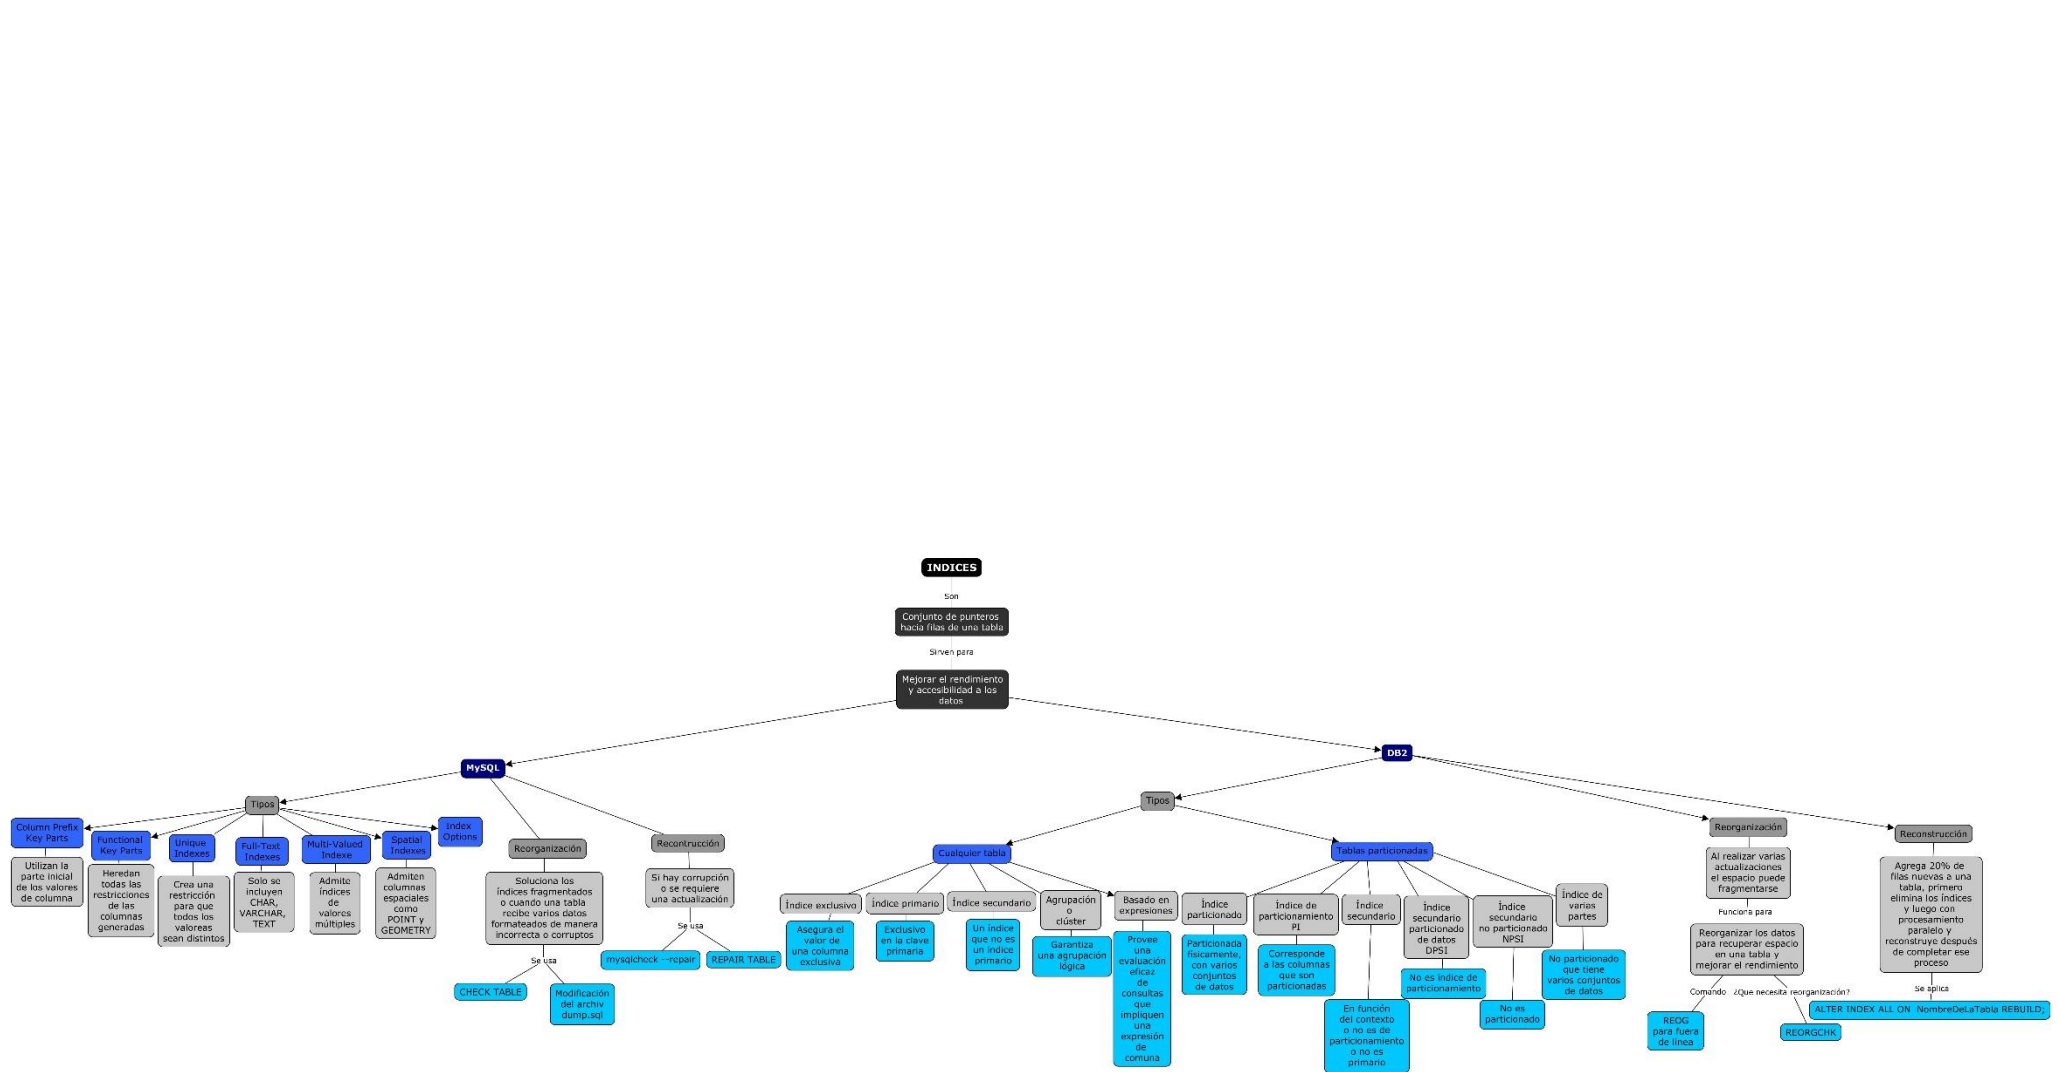 INDICES
Son
Conjunto de punteros
hacia filas de una tabla
Sirven para
Mejorar el rendimiento
y accesibilidad a los
datos
MySQL
Tipos
Column Prefix
Key Parts
Utilizan la
parte inicial
de los valores
de columna
Functional
Key Parts
Heredan
todas las
restricciones
de las
columnas
generadas
Unique
Indexes
Crea una
restricción
para que
todos los
valoreas
sean distintos
Full-Text
Indexes
Solo se
incluyen
CHAR,
VARCHAR,
TEXT
Multi-Valued
Indexe
Admite
índices
de
valores
múltiples
Spatial
Indexes
Admiten
columnas
espaciales
como
POINT y
GEOMETRY
Index
Options
Reorganización
Soluciona los
índices fragmentados
o cuando una tabla
recibe varios datos
formateados de manera
incorrecta o corruptos
Se usa
CHECK TABLE
Modificación
del archiv
dump.sql
Recontrucción
Si hay corrupción
o se requiere
una actualización
Se usa
mysqlcheck --repair
REPAIR TABLE
DB2
Tipos
Cualquier tabla
Índice exclusivo
Asegura el
valor de
una columna
exclusiva
Índice primario
Exclusivo
en la clave
primaria
Índice secundario
Un índice
que no es
un índice
primario
Agrupación
o
clúster
Garantiza
una agrupación
lógica
Basado en
expresiones
Provee
una
evaluación
eficaz
de
consultas
que
impliquen
una
expresión
de
comuna
Tablas particionadas
Índice
particionado
Particionada
físicamente,
con varios
conjuntos
de datos
Índice de
particionamiento
PI
Corresponde
a las columnas
que son
particionadas
Índice
secundario
En función
del contexto
o no es de
particionamiento
o no es
primario
Índice
secundario
particionado
de datos
DPSI
No es índice de
particionamiento
Índice
secundario
no particionado
NPSI
No es
particionado
Índice de
varias
partes
No particionado
que tiene
varios conjuntos
de datos
Reorganización
Al realizar varias
actualizaciones
el espacio puede
fragmentarse
Funciona para
Reorganizar los datos
para recuperar espacio
en una tabla y
mejorar el rendimiento
Comando
REOG
para fuera
de linea
¿Que necesita reorganización?
REORGCHK
Reconstrucción
Agrega 20% de
filas nuevas a una
tabla, primero
elimina los índices
y luego con
procesamiento
paralelo y
reconstruye después
de completar ese
proceso
Se aplica
ALTER INDEX ALL ON NombreDeLaTabla REBUILD;